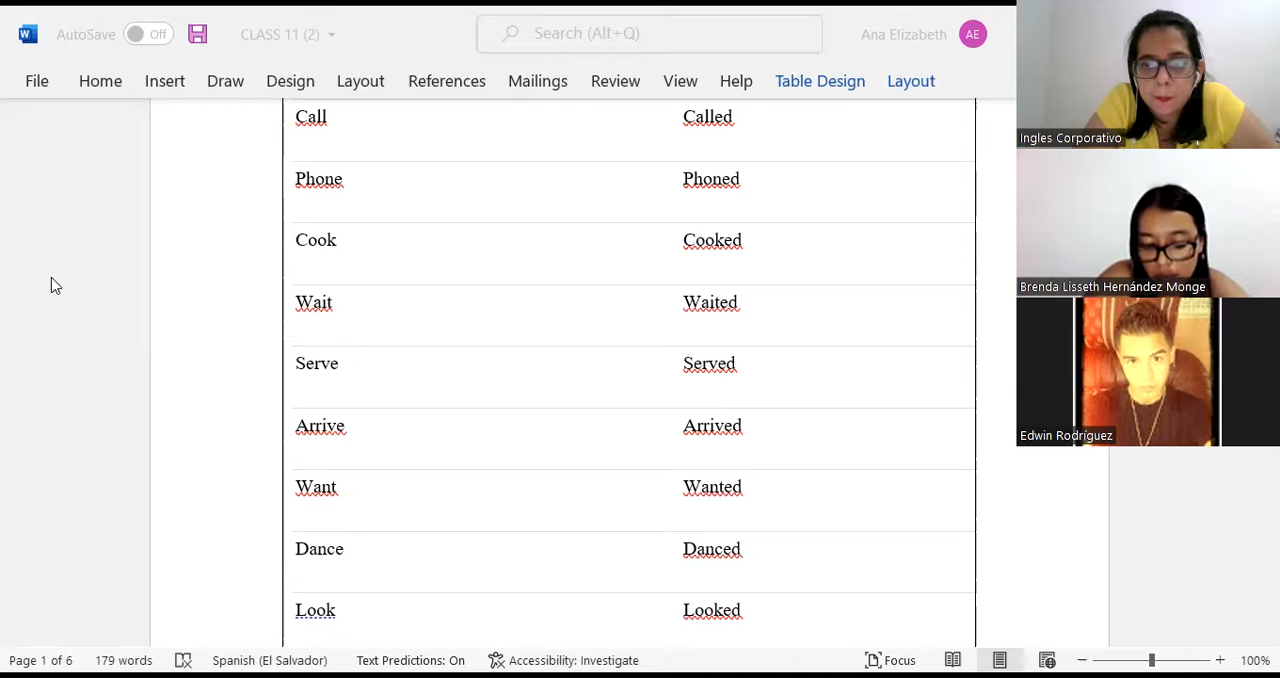 AutoSave Off CLASS 11 (2) Search (Alt+Q) Ana Elizabeth AE
File Home Insert Draw Design Layout References Mailings Review View Help Table Design Layout
Call Called
Phone Phoned
Cook Cooked
Wait Waited
Serve Served
Arrive Arrived
Want Wanted
Dance Danced
Look Looked
Page 1 of 6 179 words Spanish (El Salvador) Text Predictions: On Accessibility: Investigate Focus 100%
Ingles Corporativo
Brenda Lisseth Hernández Monge
Edwin Rodríguez